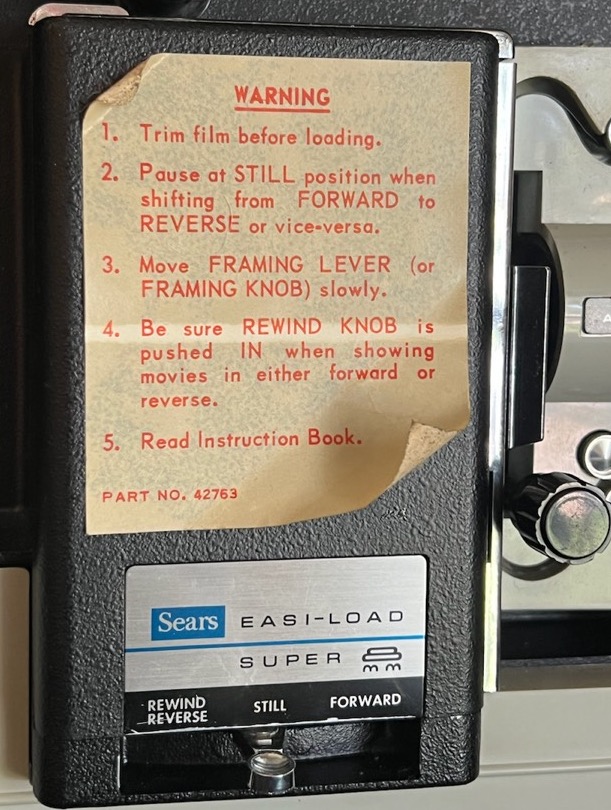 WARNING
1. Trim film before loading.
2. Pause at STILL position when
shifting from FORWARD to
REVERSE or vice-versa.
3. Move FRAMING LEVER (or
FRAMING KNOB) slowly.
4. Be sure REWIND KNOB is
pushed IN when showing
movies in either forward or
reverse.
5. Read Instruction Book.
PART NO. 42763
Sears EASI-LOAD
SUPER 8 mm
REWIND STILL FORWARD
REVERSE